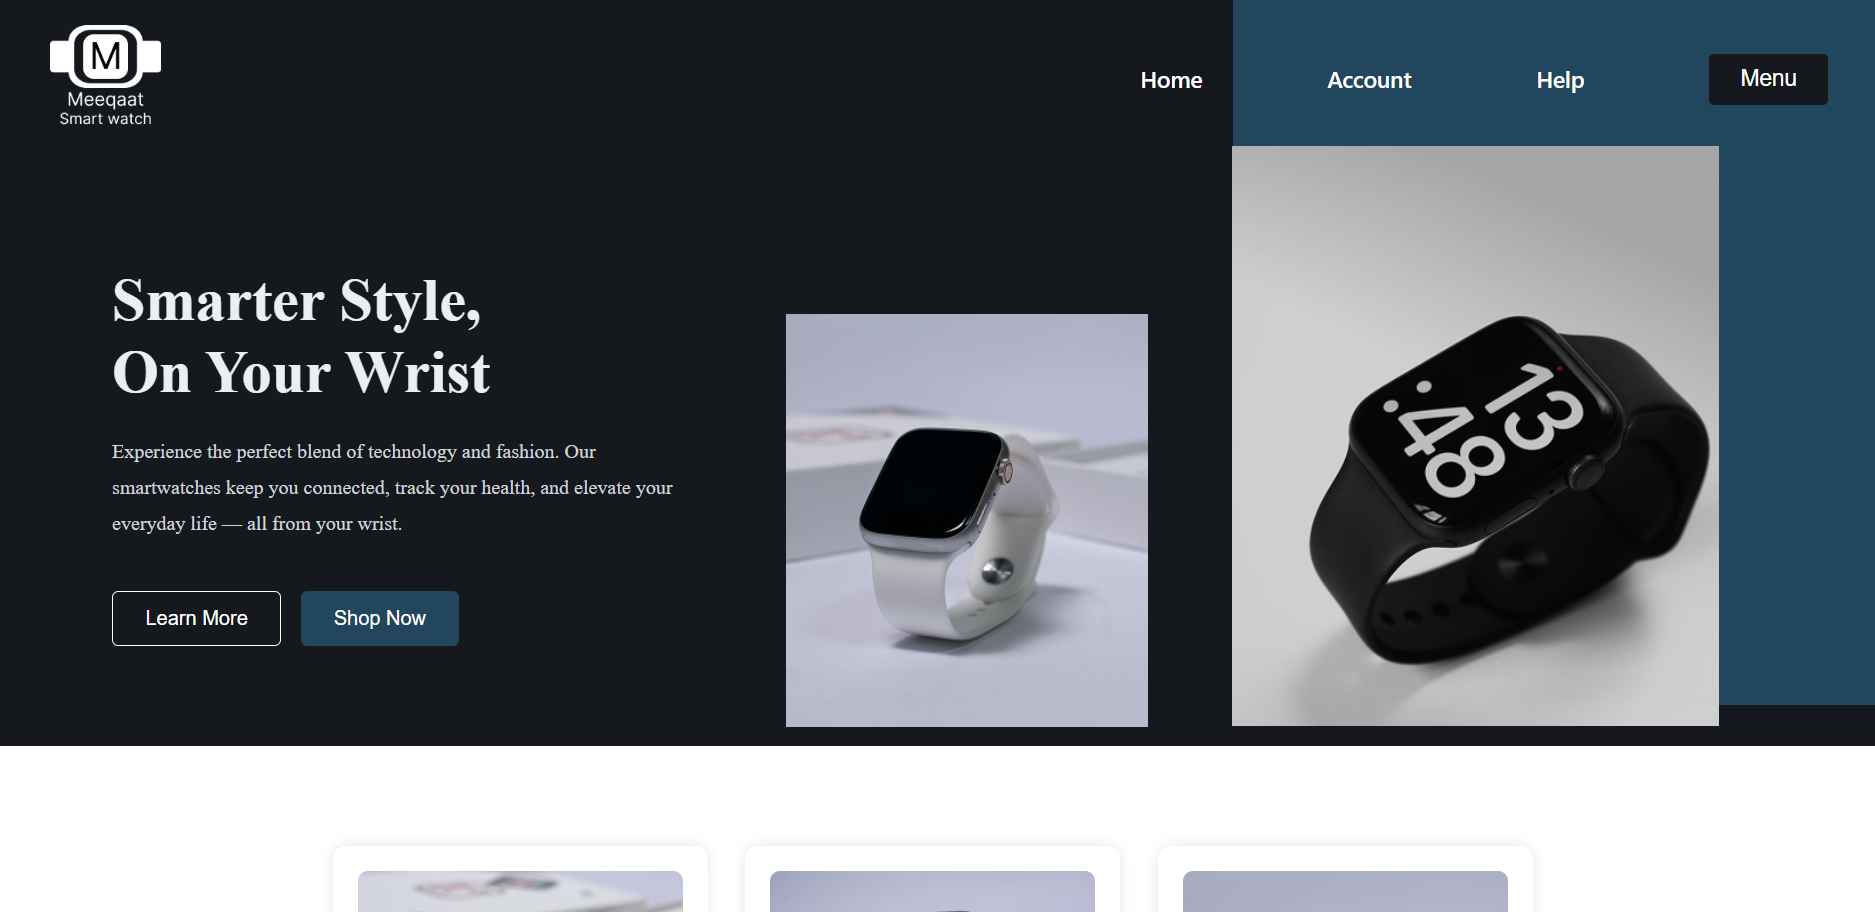 M
Meeqaat
Smart watch
Home
Account
Help
Menu
Smarter Style,
On Your Wrist
Experience the perfect blend of technology and fashion. Our
smartwatches keep you connected, track your health, and elevate your
everyday life — all from your wrist.
Learn More
Shop Now
13
:48